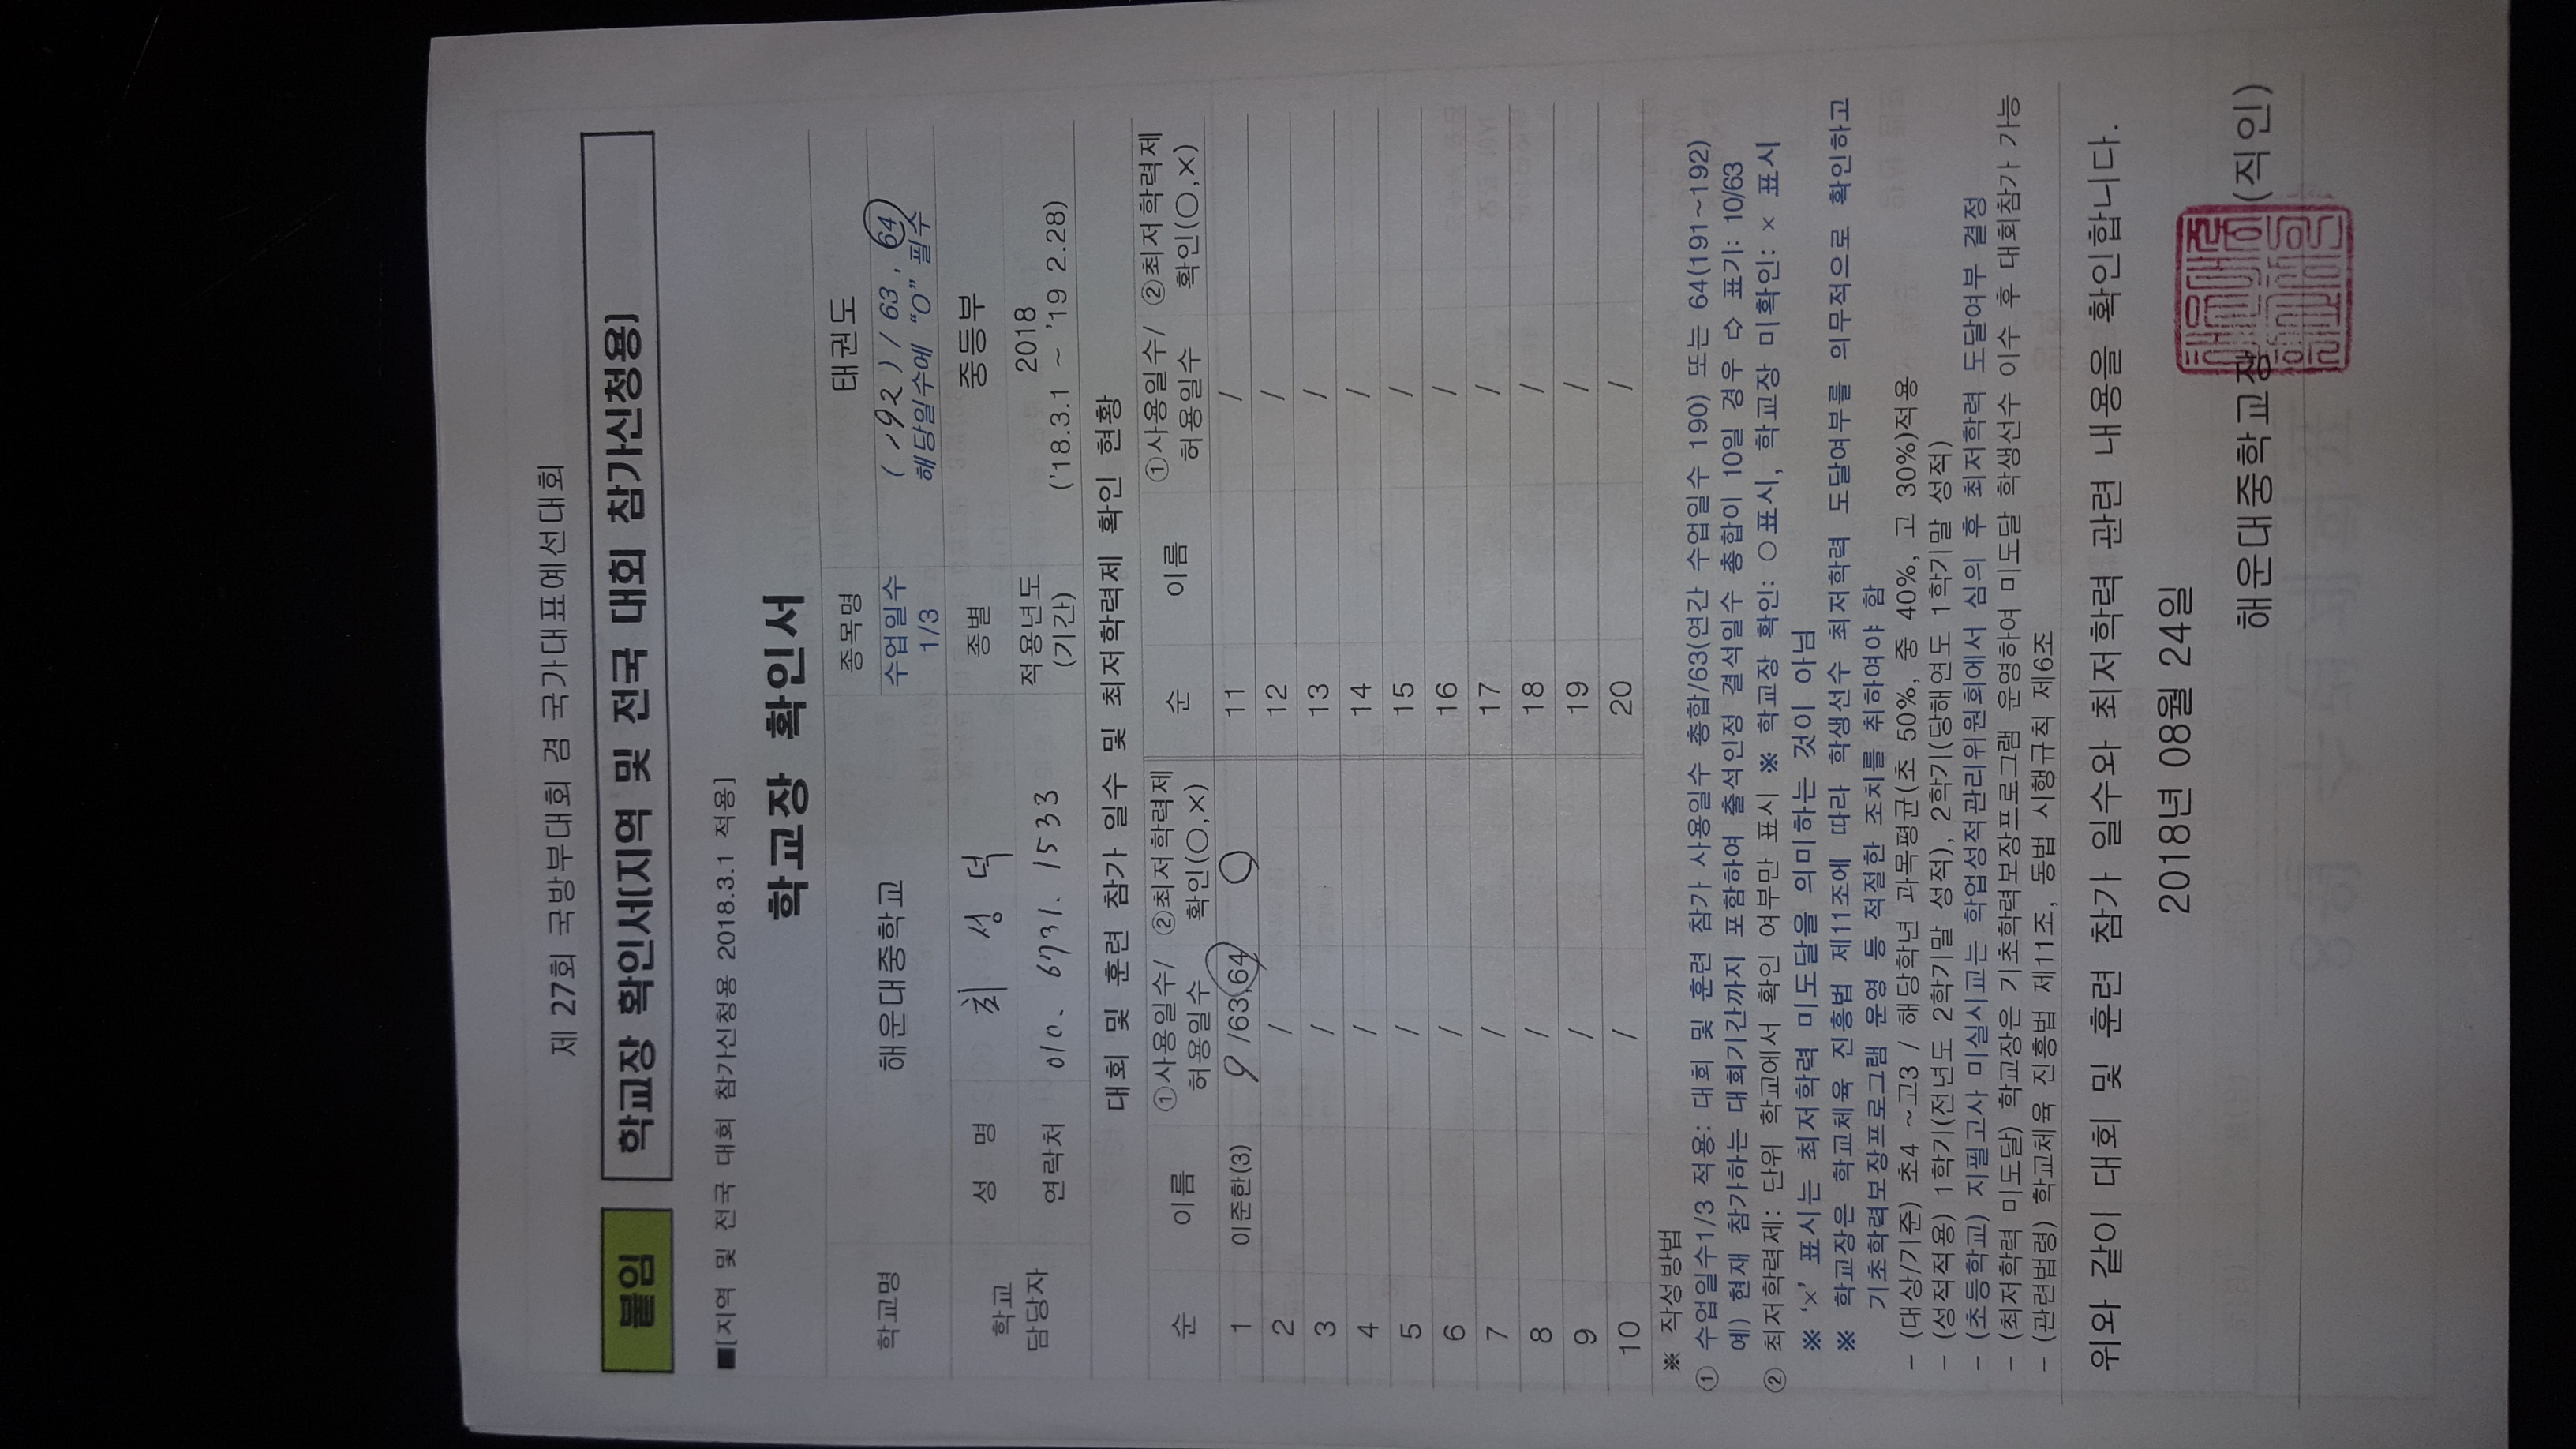 제 27회 국방부대회 겸 국가대표예선대회
붙임 학교장 확인서(지역 및 전국 대회 참가신청용)
■[지역 및 전국 대회 참가신청용 2018.3.1 적용]
학교장 확인서
학교명 해운대중학교 종목명 태권도
수업일수 1/3 (192) / 63, 64
해당일수에 "O" 필수
학교 담당자 성 명 최성덕 종별 중등부
연락처 010. 6731. 1533 적용년도 (기간) 2018
('18.3.1 ~ '19 2.28)
대회 및 훈련 참가 일수 및 최저학력제 확인 현황
순 이름 ①사용일수/ 허용일수 ②최저학력제 확인(○,×) 순 이름 ①사용일수/ 허용일수 ②최저학력제 확인(○,×)
1 이준한(3) 9 /63,64 ○ 11 /
2 / 12 /
3 / 13 /
4 / 14 /
5 / 15 /
6 / 16 /
7 / 17 /
8 / 18 /
9 / 19 /
10 / 20 /
※ 작성방법
① 수업일수1/3 적용: 대회 및 훈련 참가 사용일수 총합/63(연간 수업일수 190) 또는 64(191~192)
예) 현재 참가하는 대회기간까지 포함하여 출석인정 결석일수 총합이 10일 경우 ⇨ 표기: 10/63
② 최저학력제: 단위 학교에서 확인 여부만 표시 ※ 학교장 확인: ○표시, 학교장 미확인: × 표시
※ '×' 표시는 최저학력 미도달을 의미하는 것이 아님
※ 학교장은 학교체육 진흥법 제11조에 따라 학생선수 최저학력 도달여부를 의무적으로 확인하고
기초학력보장프로그램 운영 등 적절한 조치를 취하여야 함
- (대상/기준) 초4 ~고3 / 해당학년 과목평균(초 50%, 중 40%, 고 30%)적용
- (성적적용) 1학기(전년도 2학기말 성적), 2학기(당해연도 1학기말 성적)
- (초등학교) 지필고사 미실시교는 학업성적관리위원회에서 심의 후 최저학력 도달여부 결정
- (최저학력 미도달) 학교장은 기초학력보장프로그램 운영하여 미도달 학생선수 이수 후 대회참가 가능
- (관련법령) 학교체육 진흥법 제11조, 동법 시행규칙 제6조
위와 같이 대회 및 훈련 참가 일수와 최저학력 관련 내용을 확인합니다.
2018년 08월 24일
해운대중학교장 (직인)